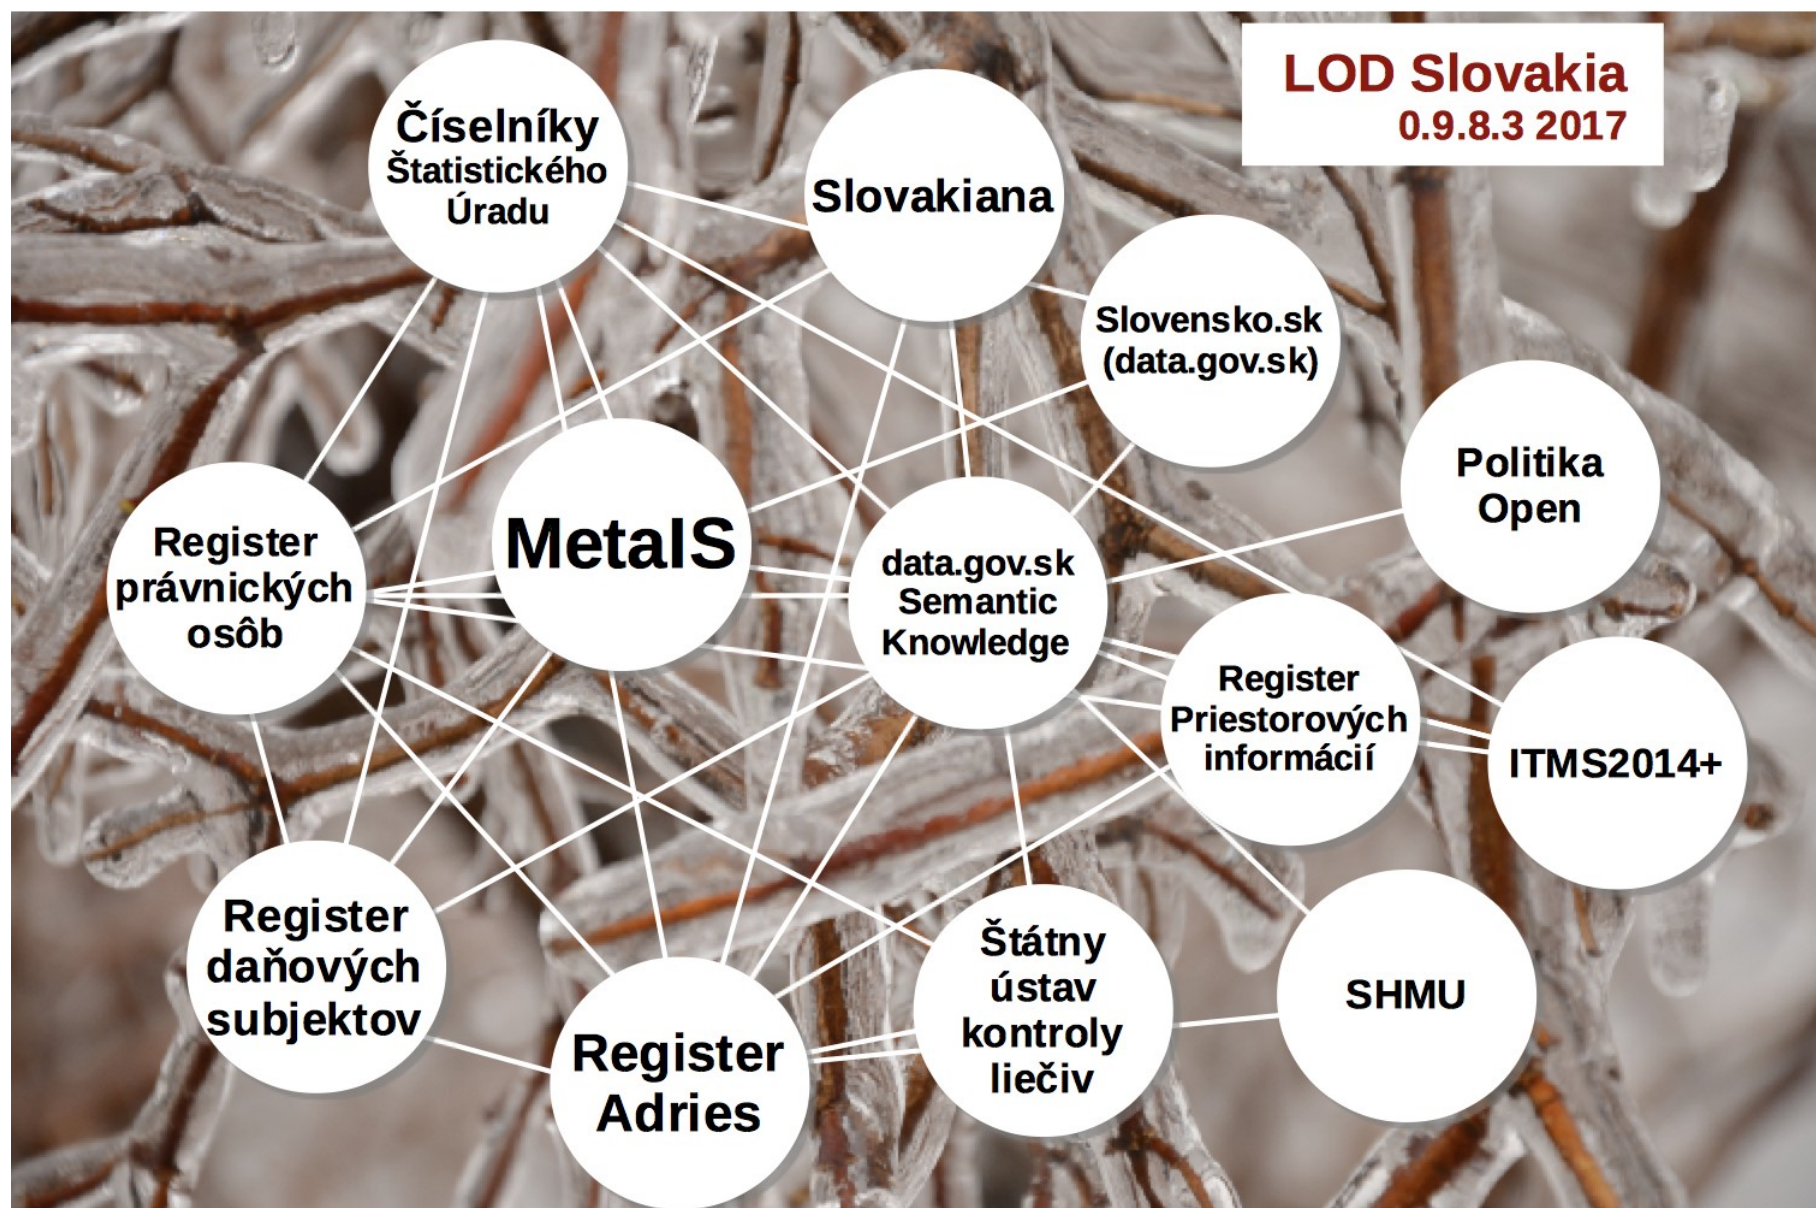 LOD Slovakia
0.9.8.3 2017
Číselníky
Štatistického
Úradu
Slovakiana
Slovensko.sk
(data.gov.sk)
Politika
Open
Register
právnických
osôb
MetaIS
data.gov.sk
Semantic
Knowledge
Register
Priestorových
informácií
ITMS2014+
Register
daňových
subjektov
Register
Adries
Štátny
ústav
kontroly
liečiv
SHMU